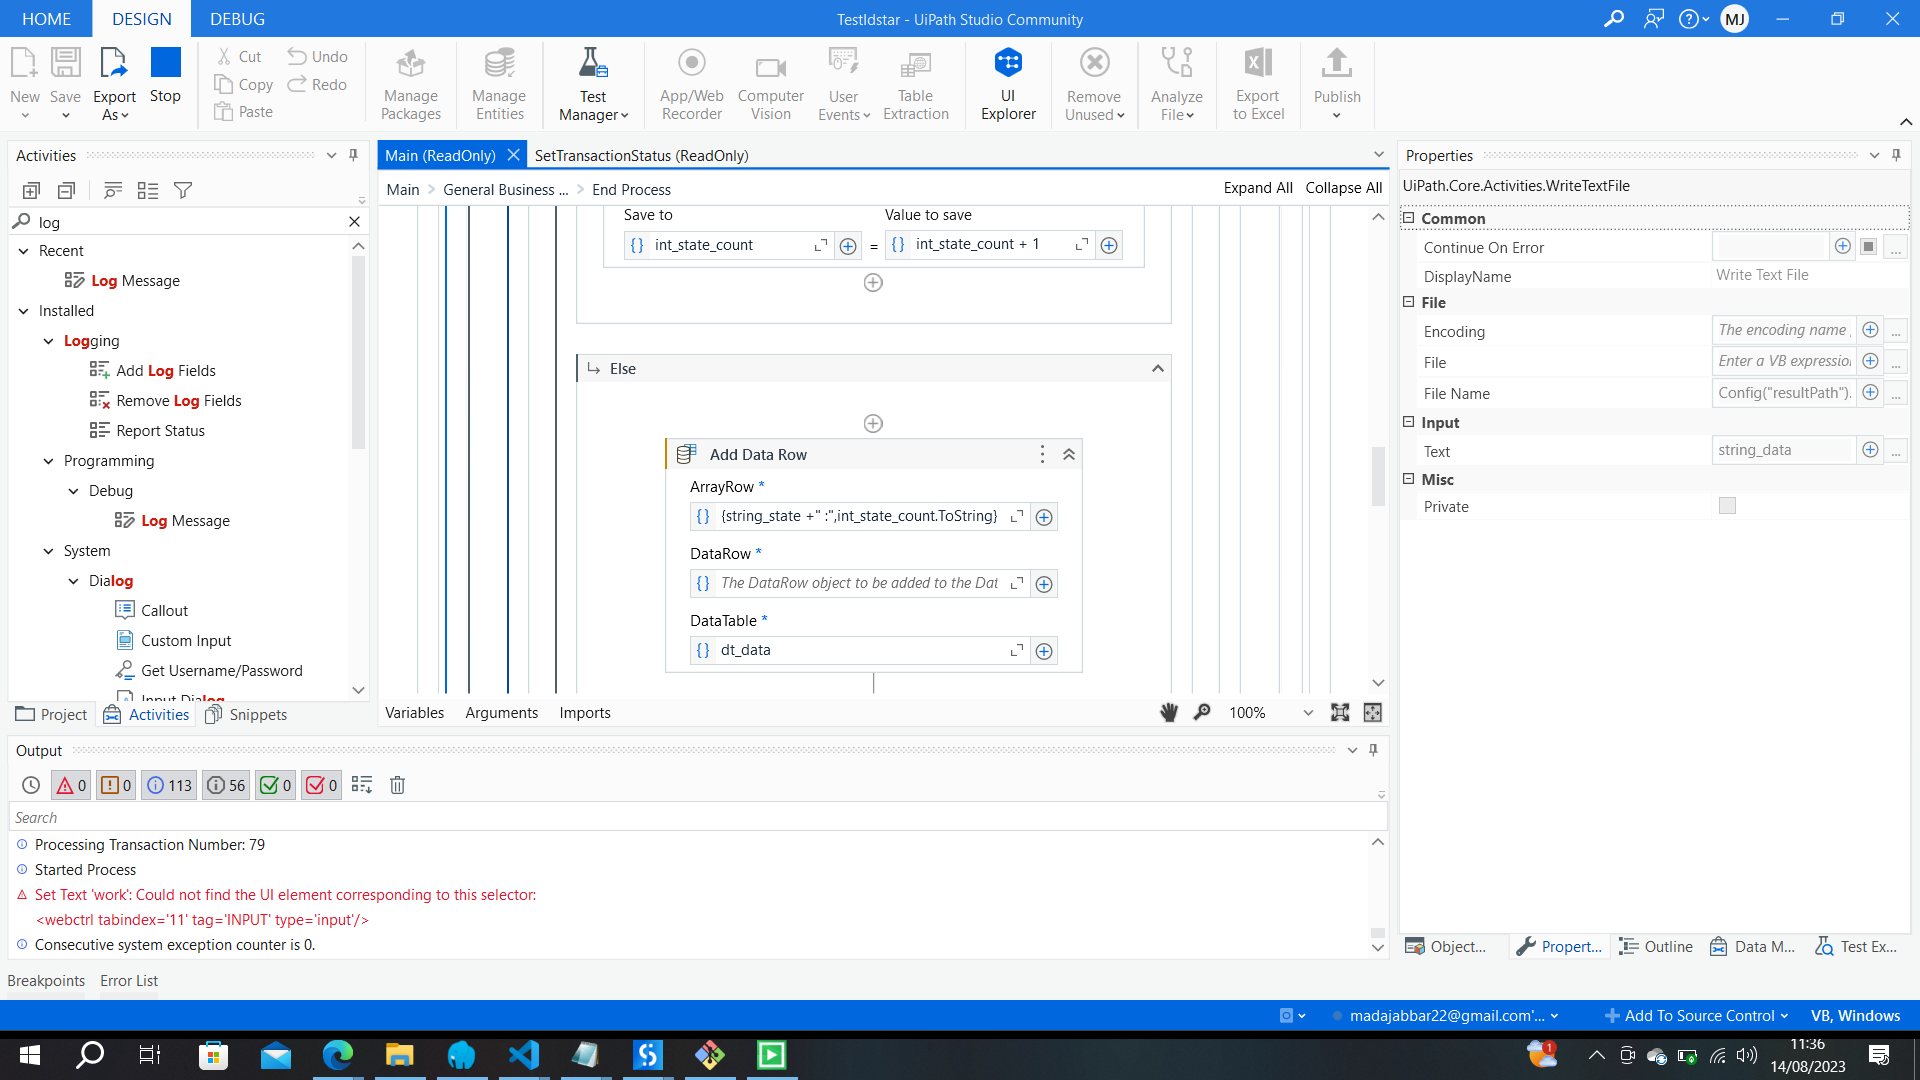 HOME DESIGN DEBUG TestIdstar - UiPath Studio Community MJ
New Save Export As Stop Cut Copy Paste Undo Redo Manage Packages Manage Entities Test Manager App/Web Recorder Computer Vision User Events Table Extraction UI Explorer Remove Unused Analyze File Export to Excel Publish
Activities
log
Recent
Log Message
Installed
Logging
Add Log Fields
Remove Log Fields
Report Status
Programming
Debug
Log Message
System
Dialog
Callout
Custom Input
Get Username/Password
Input Dialog
Project Activities Snippets
Main (ReadOnly) SetTransactionStatus (ReadOnly)
Main > General Business ... > End Process Expand All Collapse All
Save to Value to save
{} int_state_count = {} int_state_count + 1
Else
Add Data Row
ArrayRow *
{} {string_state +" :",int_state_count.ToString}
DataRow *
{} The DataRow object to be added to the Dat
DataTable *
{} dt_data
Variables Arguments Imports 100%
Properties
UiPath.Core.Activities.WriteTextFile
Common
Continue On Error ...
DisplayName Write Text File
File
Encoding The encoding name ...
File Enter a VB expression ...
File Name Config("resultPath"). ...
Input
Text string_data ...
Misc
Private
Object... Propert... Outline Data M... Test Ex...
Output
0 0 113 56 0 0
Search
Processing Transaction Number: 79
Started Process
Set Text 'work': Could not find the UI element corresponding to this selector:
<webctrl tabindex='11' tag='INPUT' type='input'/>
Consecutive system exception counter is 0.
Breakpoints Error List
madajabbar22@gmail.com'... Add To Source Control VB, Windows
1 11:36
14/08/2023